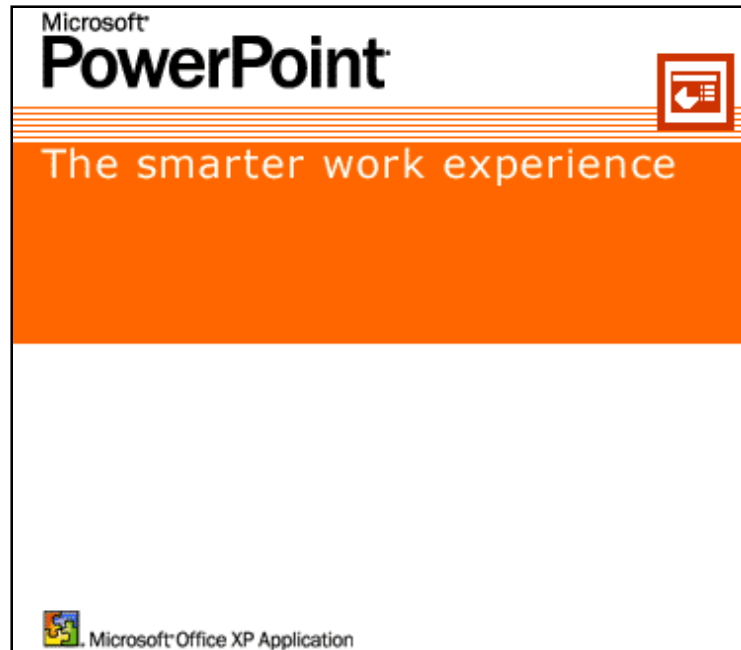 Microsoft®
PowerPoint
The smarter work experience
Microsoft® Office XP Application